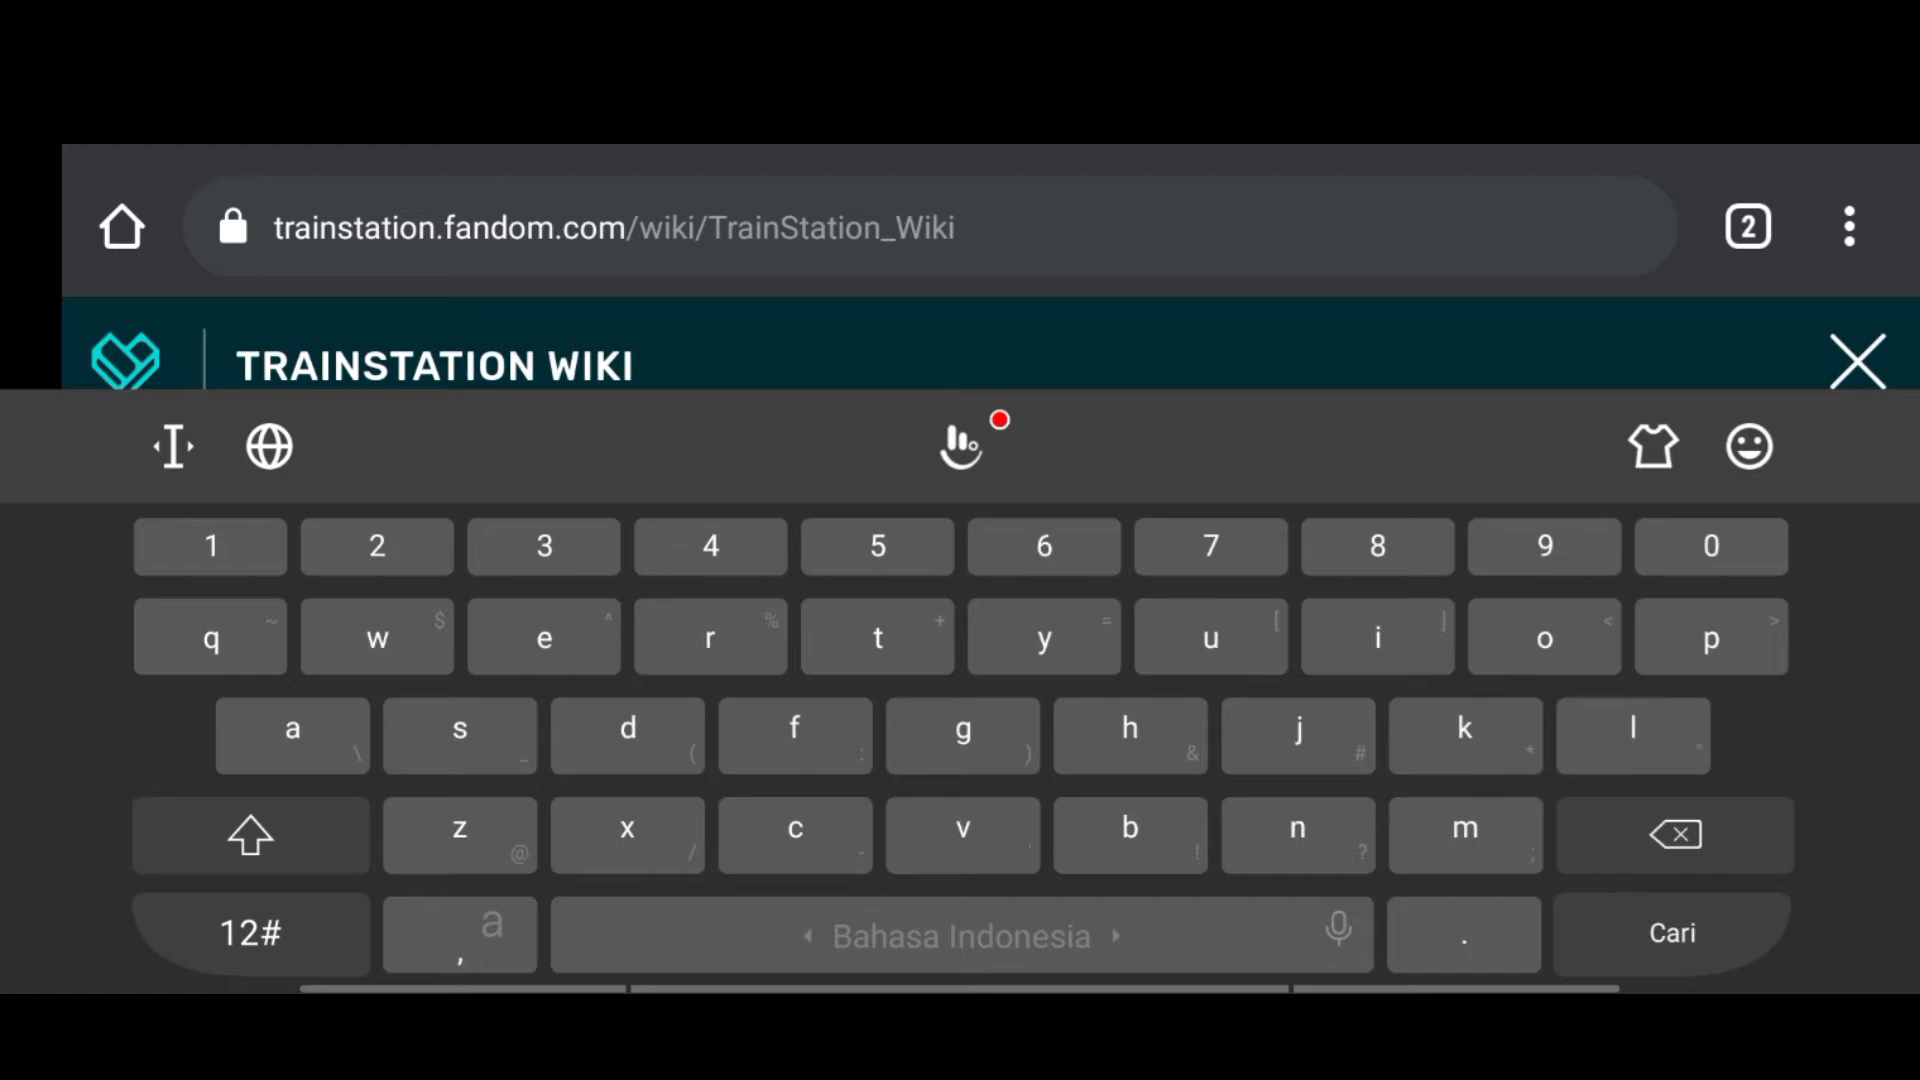 trainstation.fandom.com/wiki/TrainStation_Wiki
2
TRAINSTATION WIKI
1 2 3 4 5 6 7 8 9 0
q ~ w $ e ^ r % t + y = u [ i ] o < p >
a \ s _ d ( f : g ) h & j # k * l "
z @ x / c - v ' b ! n ? m ;
12# , a Bahasa Indonesia . Cari